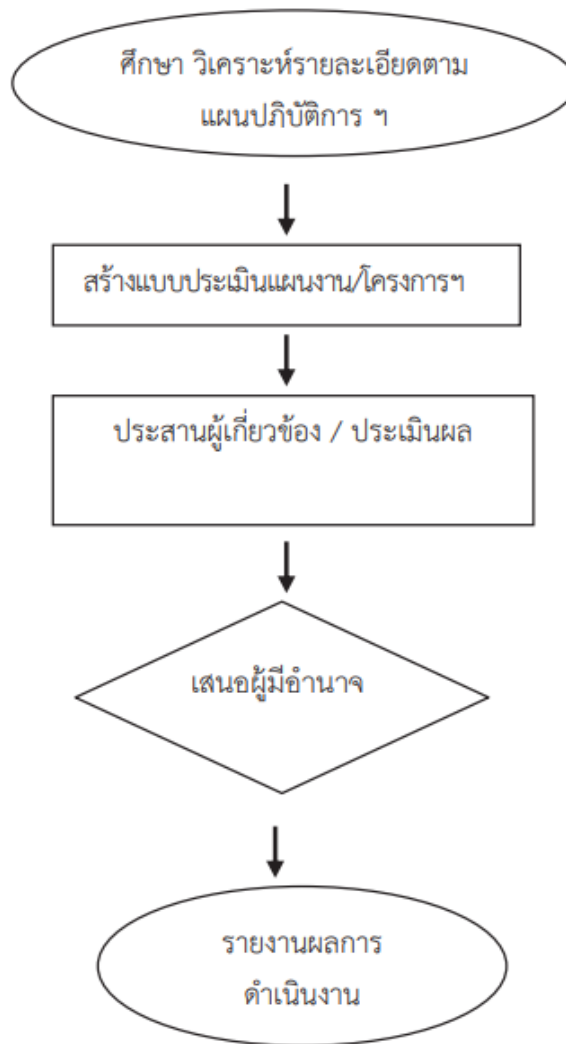 ศึกษา วิเคราะห์รายละเอียดตาม
แผนปฏิบัติการ ฯ
สร้างแบบประเมินแผนงาน/โครงการฯ
ประสานผู้เกี่ยวข้อง / ประเมินผล
เสนอผู้มีอำนาจ
รายงานผลการ
ดำเนินงาน